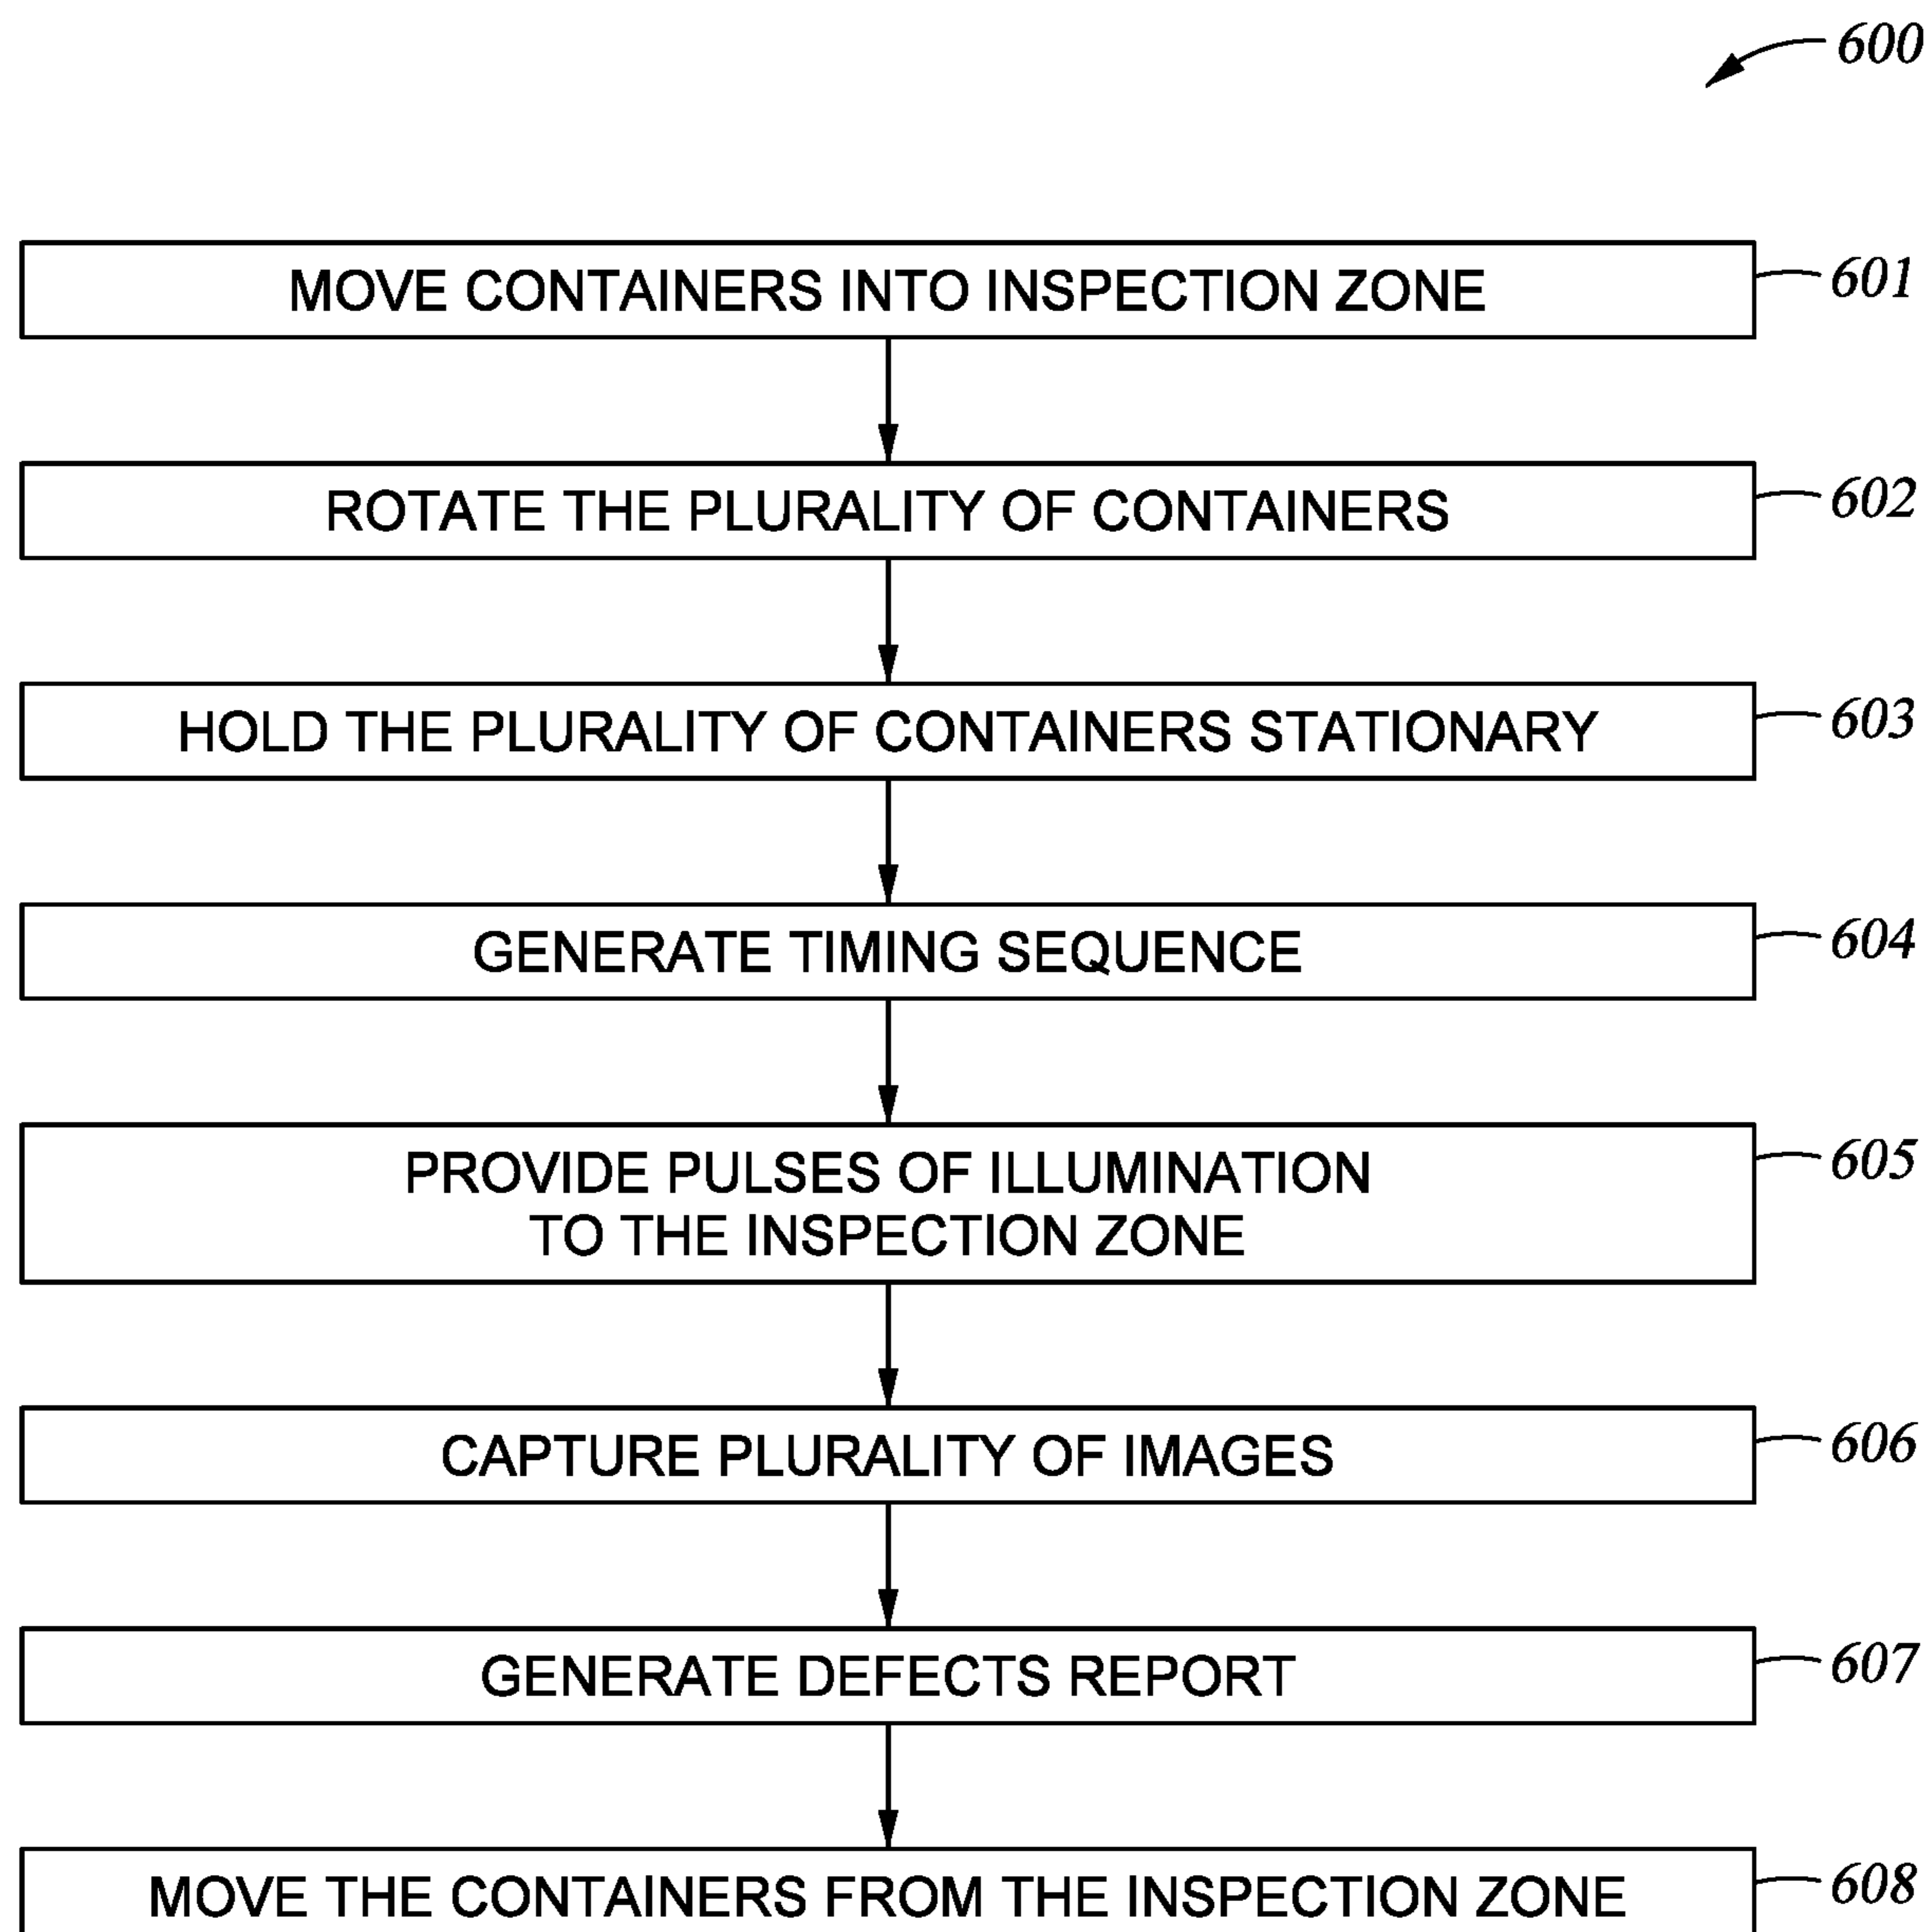 600
MOVE CONTAINERS INTO INSPECTION ZONE 601
ROTATE THE PLURALITY OF CONTAINERS 602
HOLD THE PLURALITY OF CONTAINERS STATIONARY 603
GENERATE TIMING SEQUENCE 604
PROVIDE PULSES OF ILLUMINATION 605
TO THE INSPECTION ZONE
CAPTURE PLURALITY OF IMAGES 606
GENERATE DEFECTS REPORT 607
MOVE THE CONTAINERS FROM THE INSPECTION ZONE 608